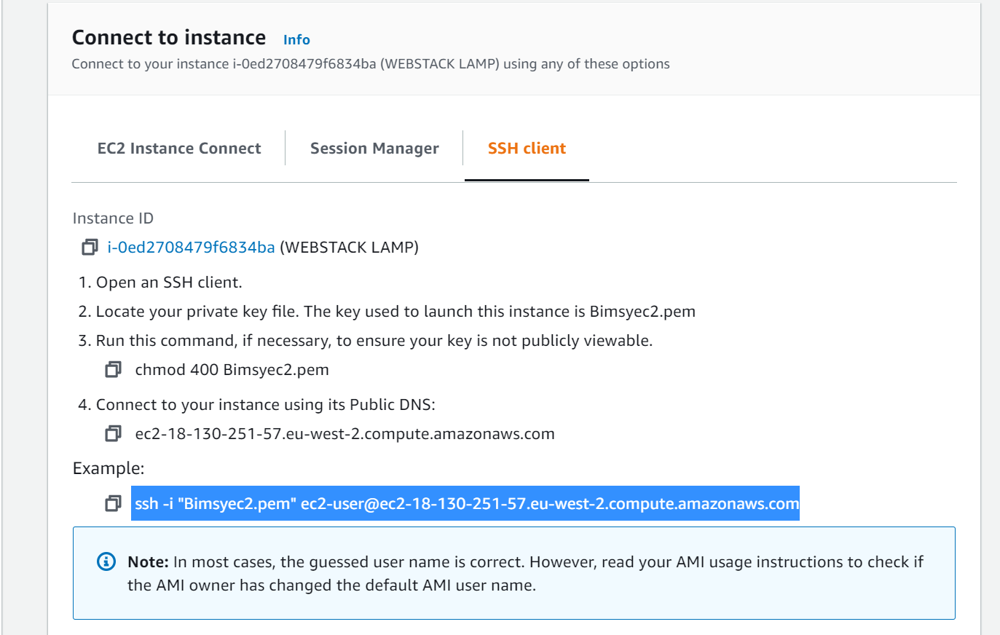 Connect to instance Info
Connect to your instance i-0ed2708479f6834ba (WEBSTACK LAMP) using any of these options
EC2 Instance Connect
Session Manager
SSH client
Instance ID
i-0ed2708479f6834ba (WEBSTACK LAMP)
1. Open an SSH client.
2. Locate your private key file. The key used to launch this instance is Bimsyec2.pem
3. Run this command, if necessary, to ensure your key is not publicly viewable.
chmod 400 Bimsyec2.pem
4. Connect to your instance using its Public DNS:
ec2-18-130-251-57.eu-west-2.compute.amazonaws.com
Example:
ssh -i "Bimsyec2.pem" ec2-user@ec2-18-130-251-57.eu-west-2.compute.amazonaws.com
Note: In most cases, the guessed user name is correct. However, read your AMI usage instructions to check if
the AMI owner has changed the default AMI user name.